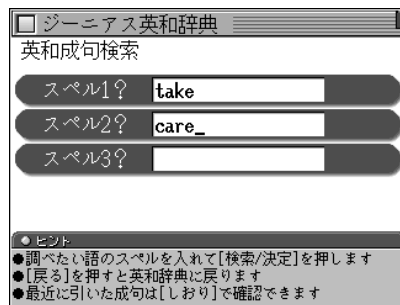 ジーニアス英和辞典
英和成句検索
スペル1? take
スペル2? care_
スペル3?
ヒント
●調べたい語のスペルを入れて[検索/決定]を押します
●[戻る]を押すと英和辞典に戻ります
●最近に引いた成句は[しおり]で確認できます